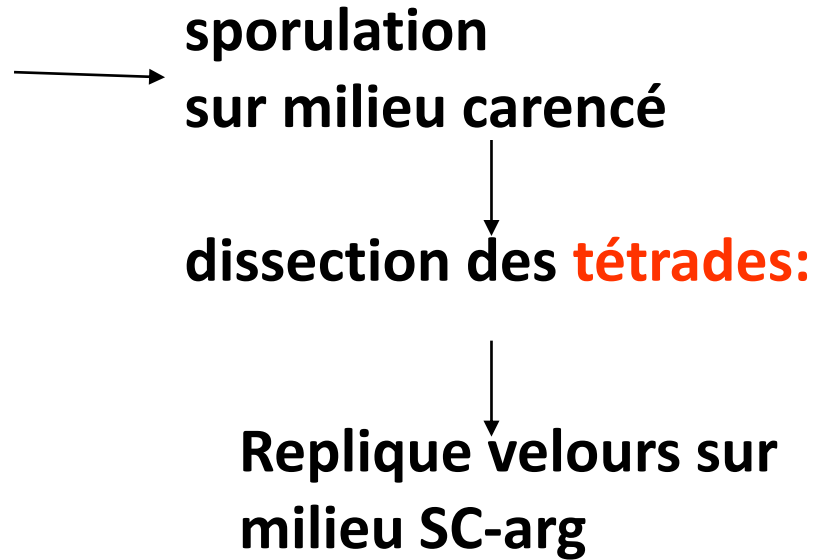 sporulation
sur milieu carencé
dissection des tétrades:
Replique velours sur
milieu SC-arg